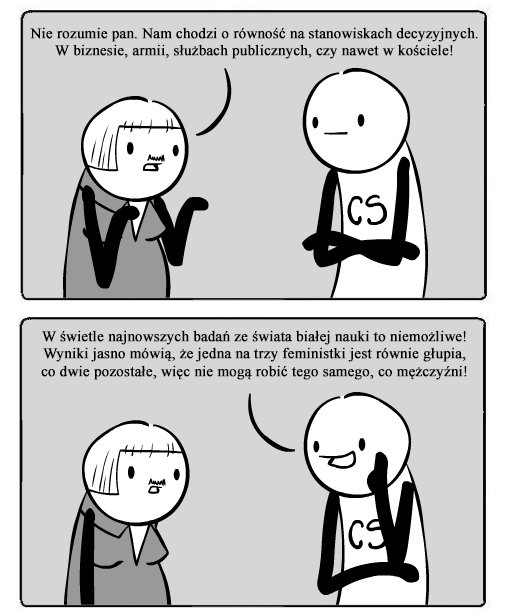 Nie rozumie pan. Nam chodzi o równość na stanowiskach decyzyjnych.
W biznesie, armii, służbach publicznych, czy nawet w kościele!
CS
W świetle najnowszych badań ze świata białej nauki to niemożliwe!
Wyniki jasno mówią, że jedna na trzy feministki jest równie głupia,
co dwie pozostałe, więc nie mogą robić tego samego, co mężczyźni!
CS